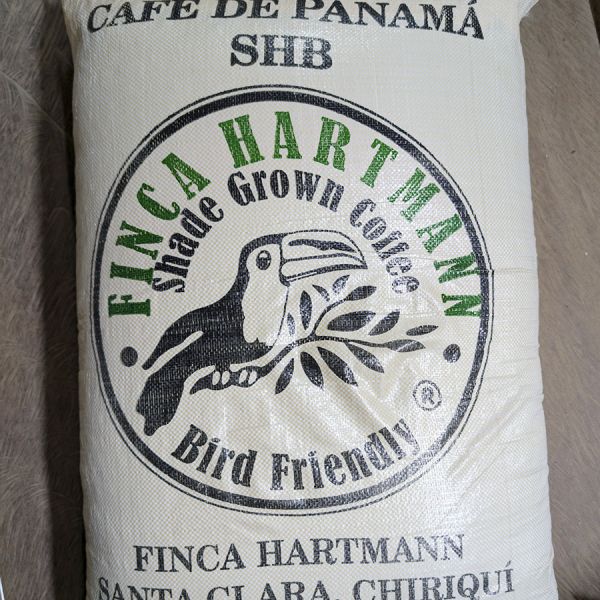 CAFÉ DE PANAMÁ
SHB
FINCA HARTMANN
Shade Grown Coffee
Bird Friendly ®
FINCA HARTMANN
SANTA CLARA, CHIRIQUÍ